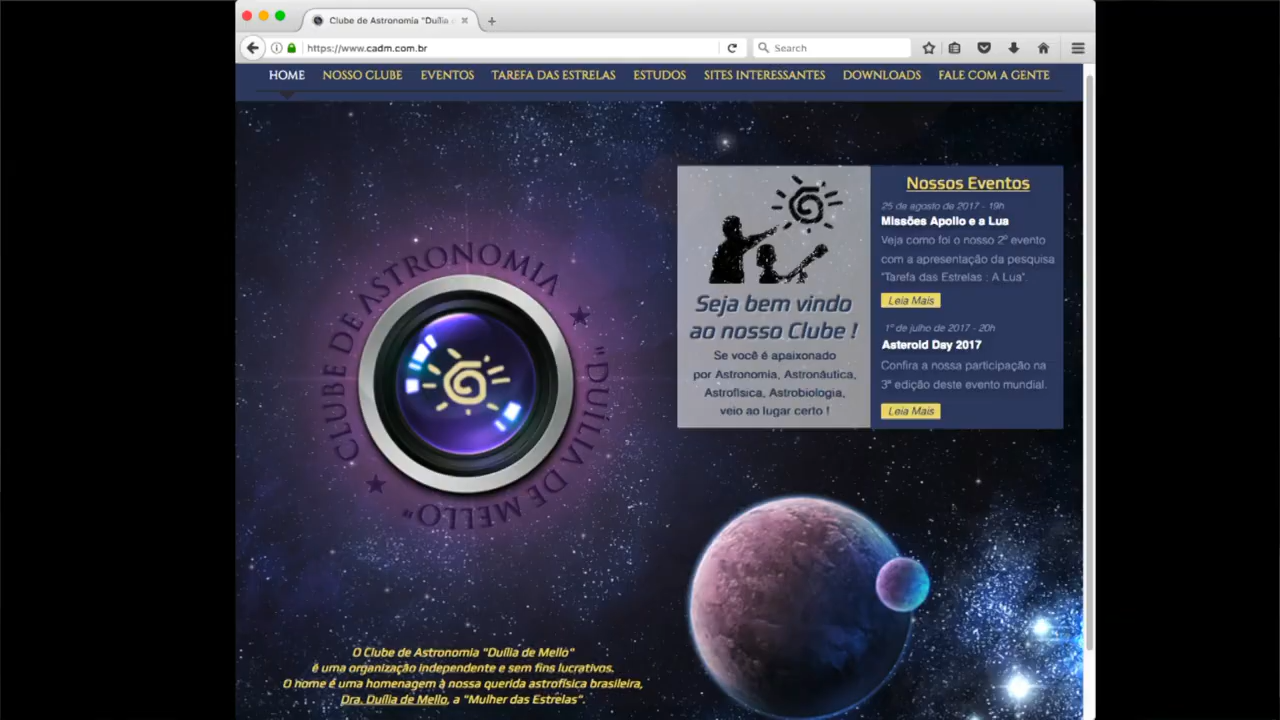 Clube de Astronomia "Duília d
https://www.cadm.com.br
Search
HOME NOSSO CLUBE EVENTOS TAREFA DAS ESTRELAS ESTUDOS SITES INTERESSANTES DOWNLOADS FALE COM A GENTE
CLUBE DE ASTRONOMIA
"DUÍLIA DE MELLO"
Seja bem vindo
ao nosso Clube !
Se você é apaixonado
por Astronomia, Astronáutica,
Astrofísica, Astrobiologia,
veio ao lugar certo !
Nossos Eventos
25 de agosto de 2017 - 19h
Missões Apollo e a Lua
Veja como foi o nosso 2º evento
com a apresentação da pesquisa
"Tarefa das Estrelas : A Lua".
Leia Mais
1º de julho de 2017 - 20h
Asteroid Day 2017
Confira a nossa participação na
3ª edição deste evento mundial.
Leia Mais
O Clube de Astronomia "Duília de Mello"
é uma organização independente e sem fins lucrativos.
O nome é uma homenagem à nossa querida astrofísica brasileira,
Dra. Duília de Mello, a "Mulher das Estrelas".